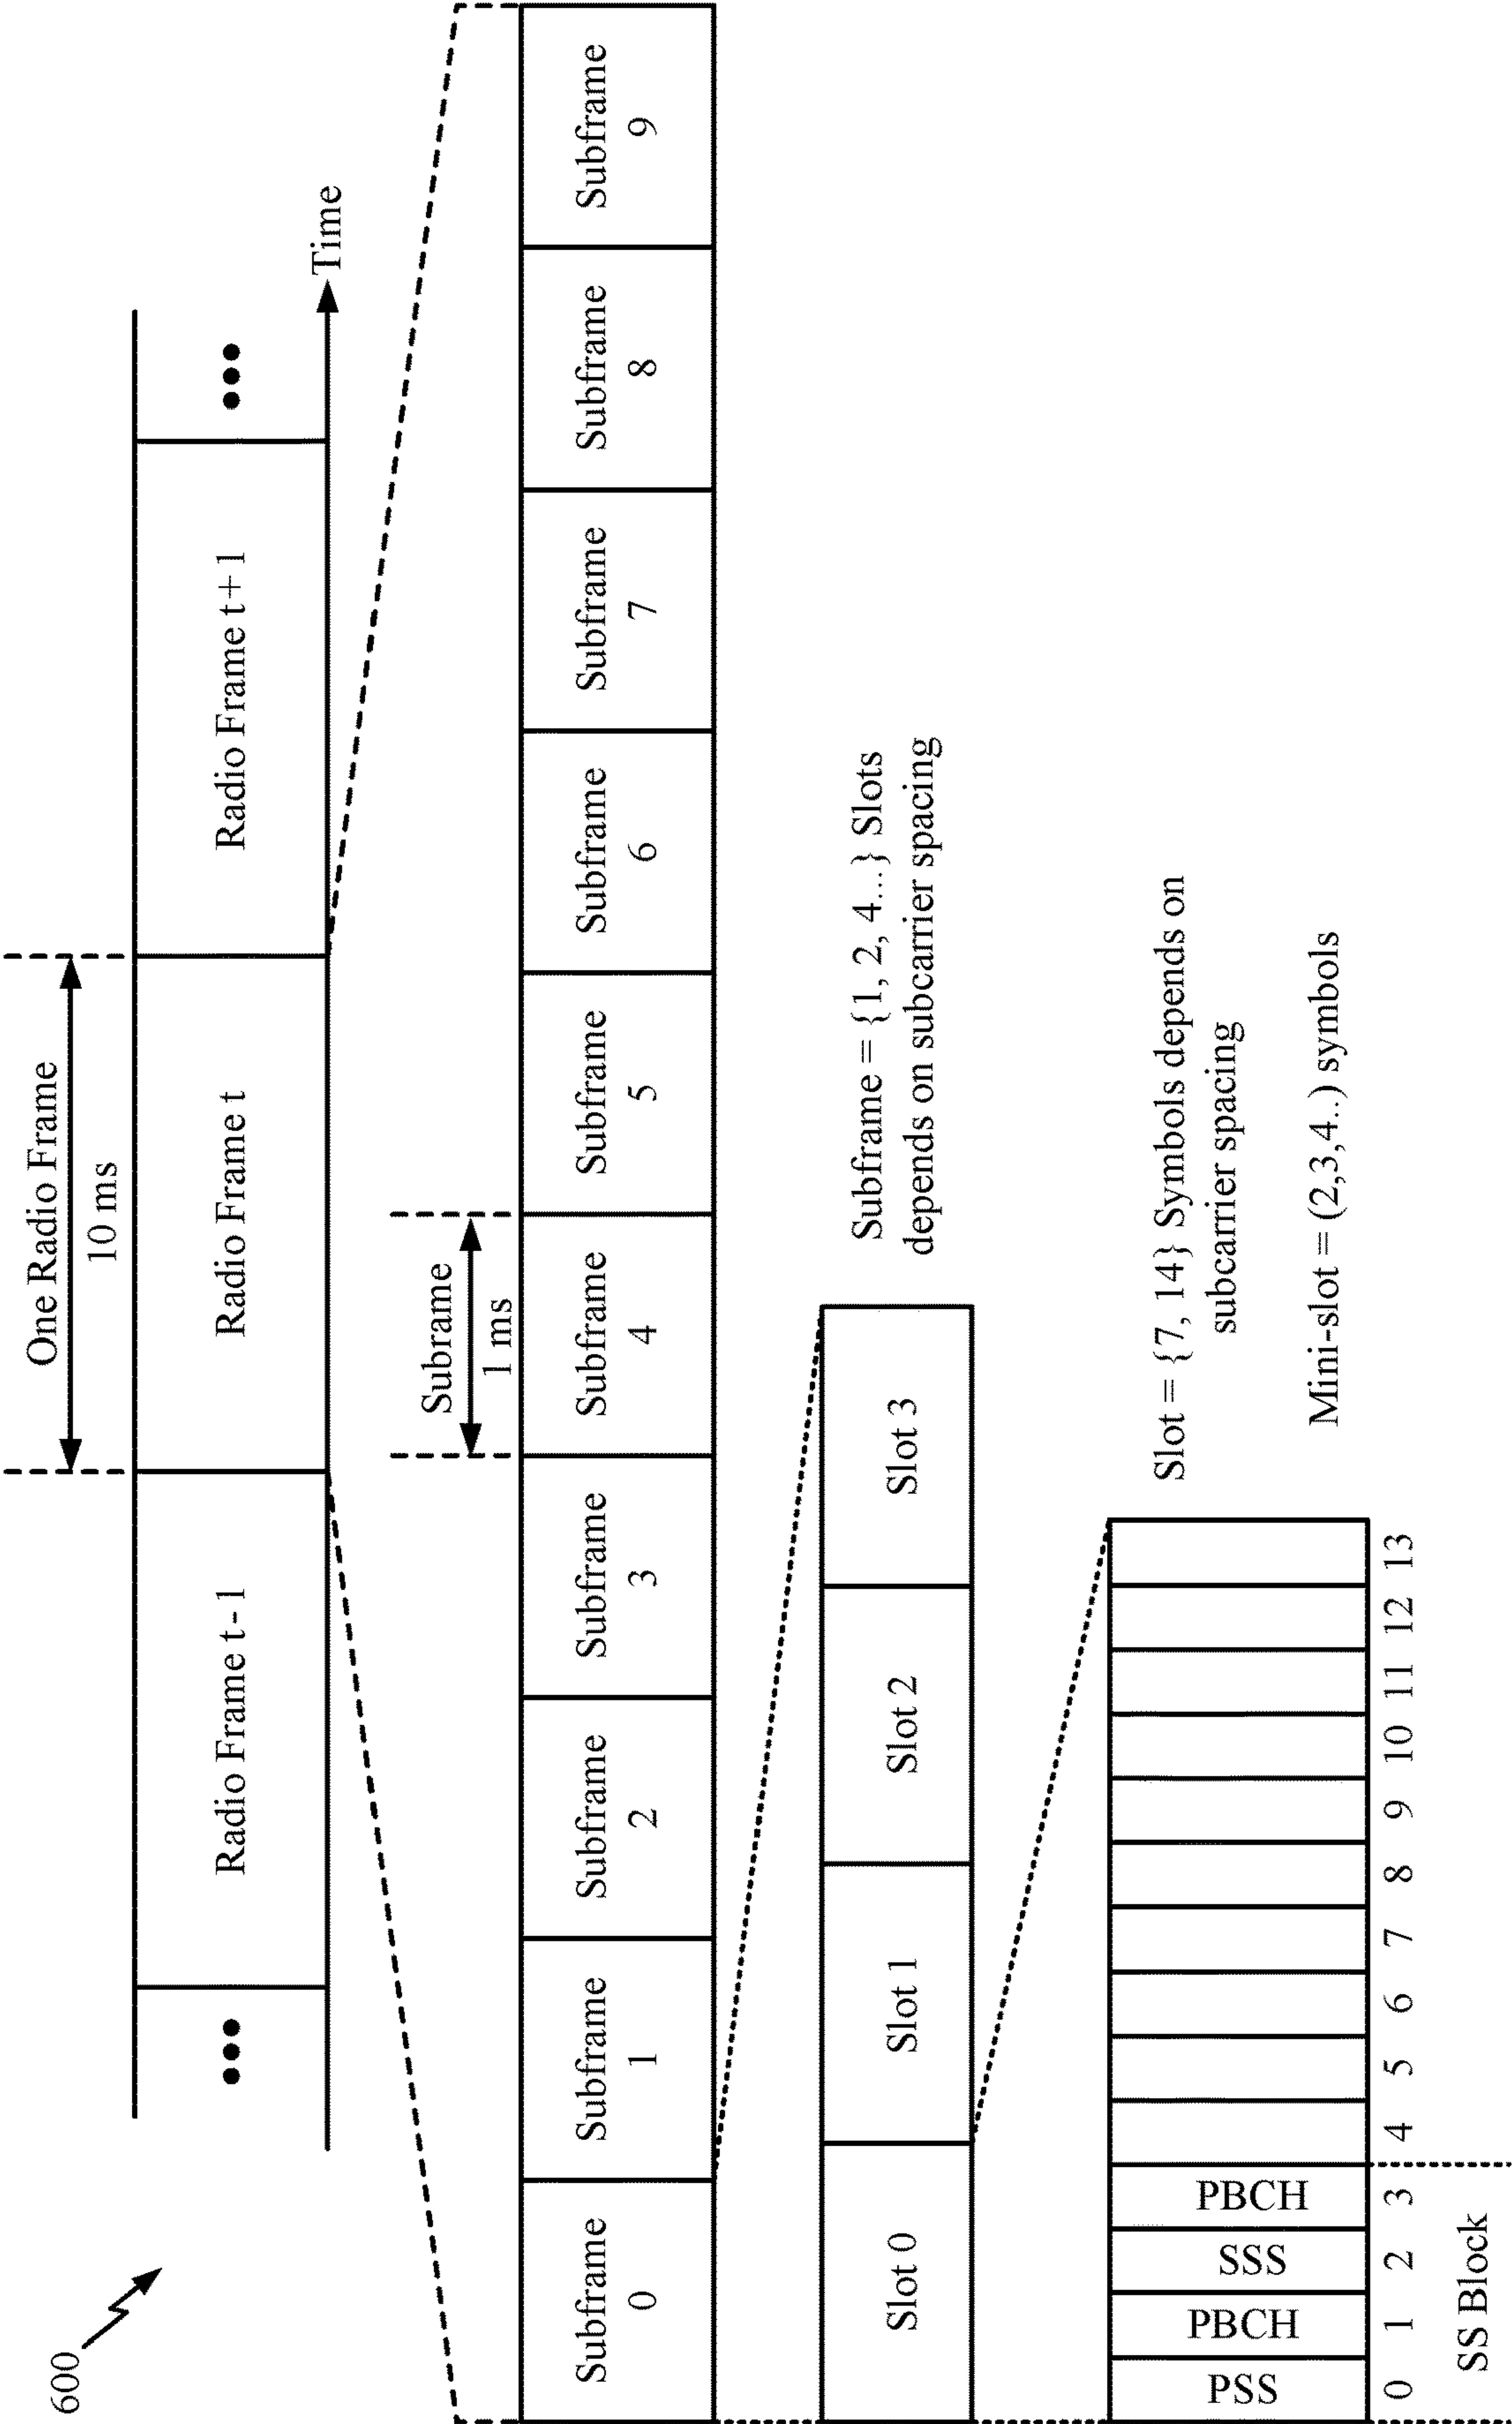 600
One Radio Frame
10 ms
••• Radio Frame t-1 Radio Frame t Radio Frame t+1 •••
Time
Subrame
1 ms
Subframe Subframe Subframe Subframe Subframe Subframe Subframe Subframe Subframe Subframe
0 1 2 3 4 5 6 7 8 9
Slot 0 Slot 1 Slot 2 Slot 3
Subframe = {1, 2, 4...} Slots
depends on subcarrier spacing
PSS PBCH SSS PBCH
0 1 2 3 4 5 6 7 8 9 10 11 12 13
SS Block
Slot = {7, 14} Symbols depends on
subcarrier spacing
Mini-slot = (2,3,4..) symbols